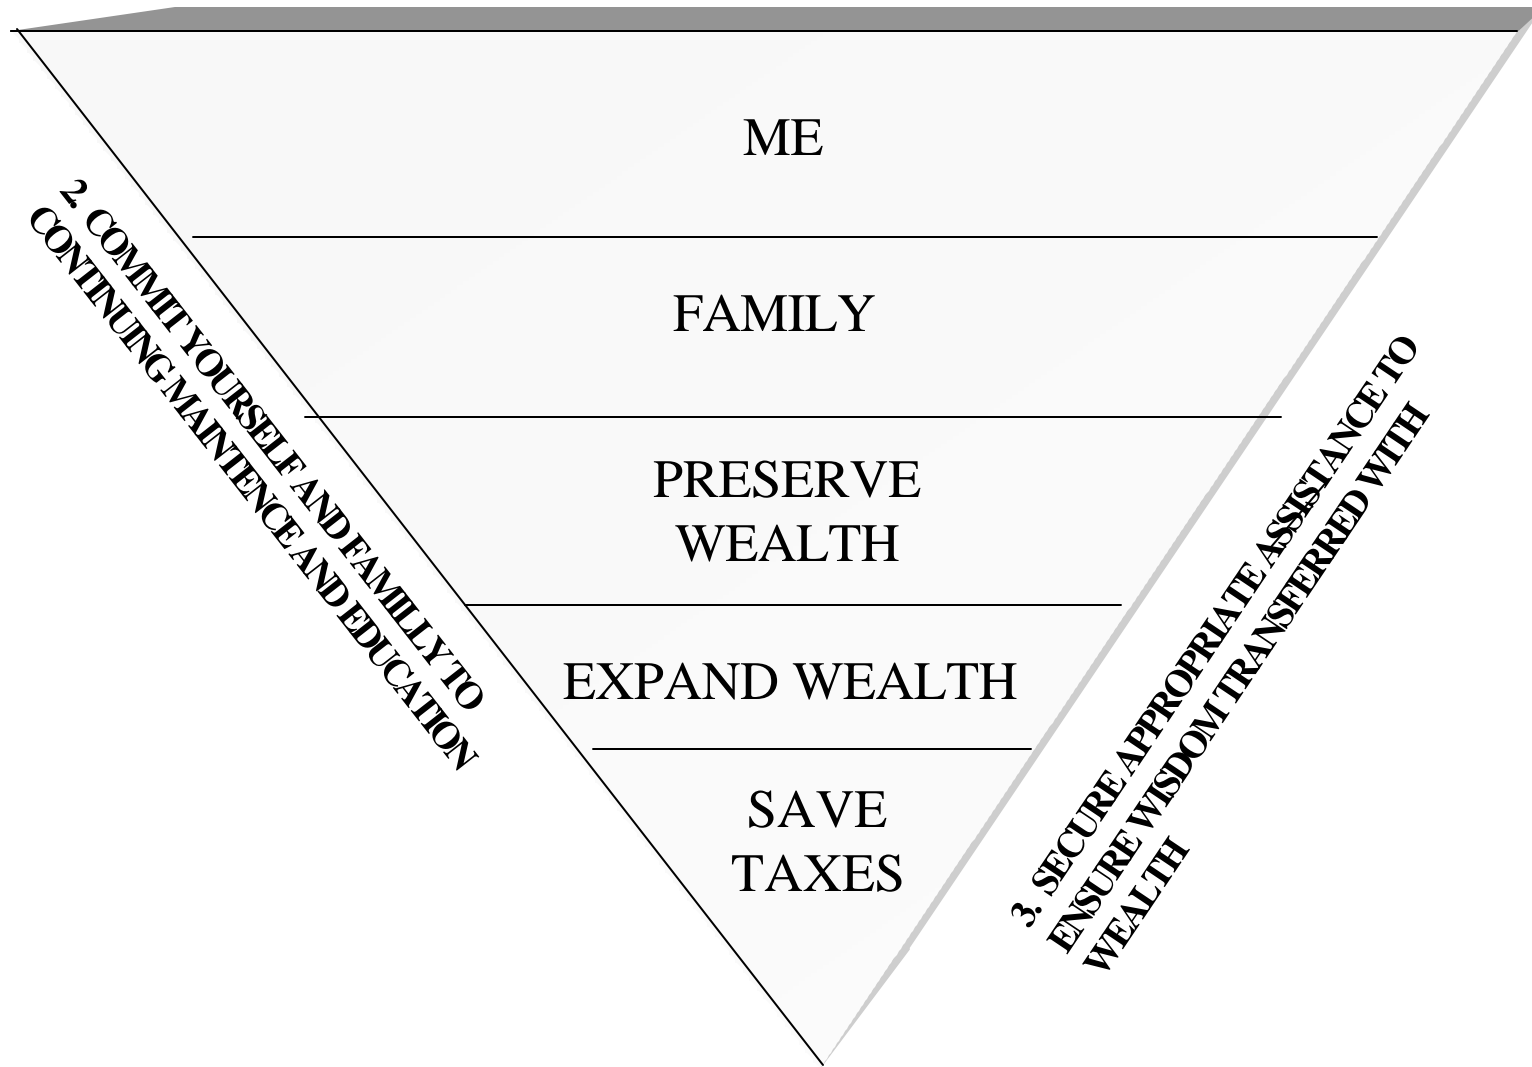 ME
FAMILY
PRESERVE
WEALTH
EXPAND WEALTH
SAVE
TAXES
2. COMMIT YOURSELF AND FAMILLY TO
CONTINUING MAINTENCE AND EDUCATION
3. SECURE APPROPRIATE ASSISTANCE TO
ENSURE WISDOM TRANSFERRED WITH
WEALTH